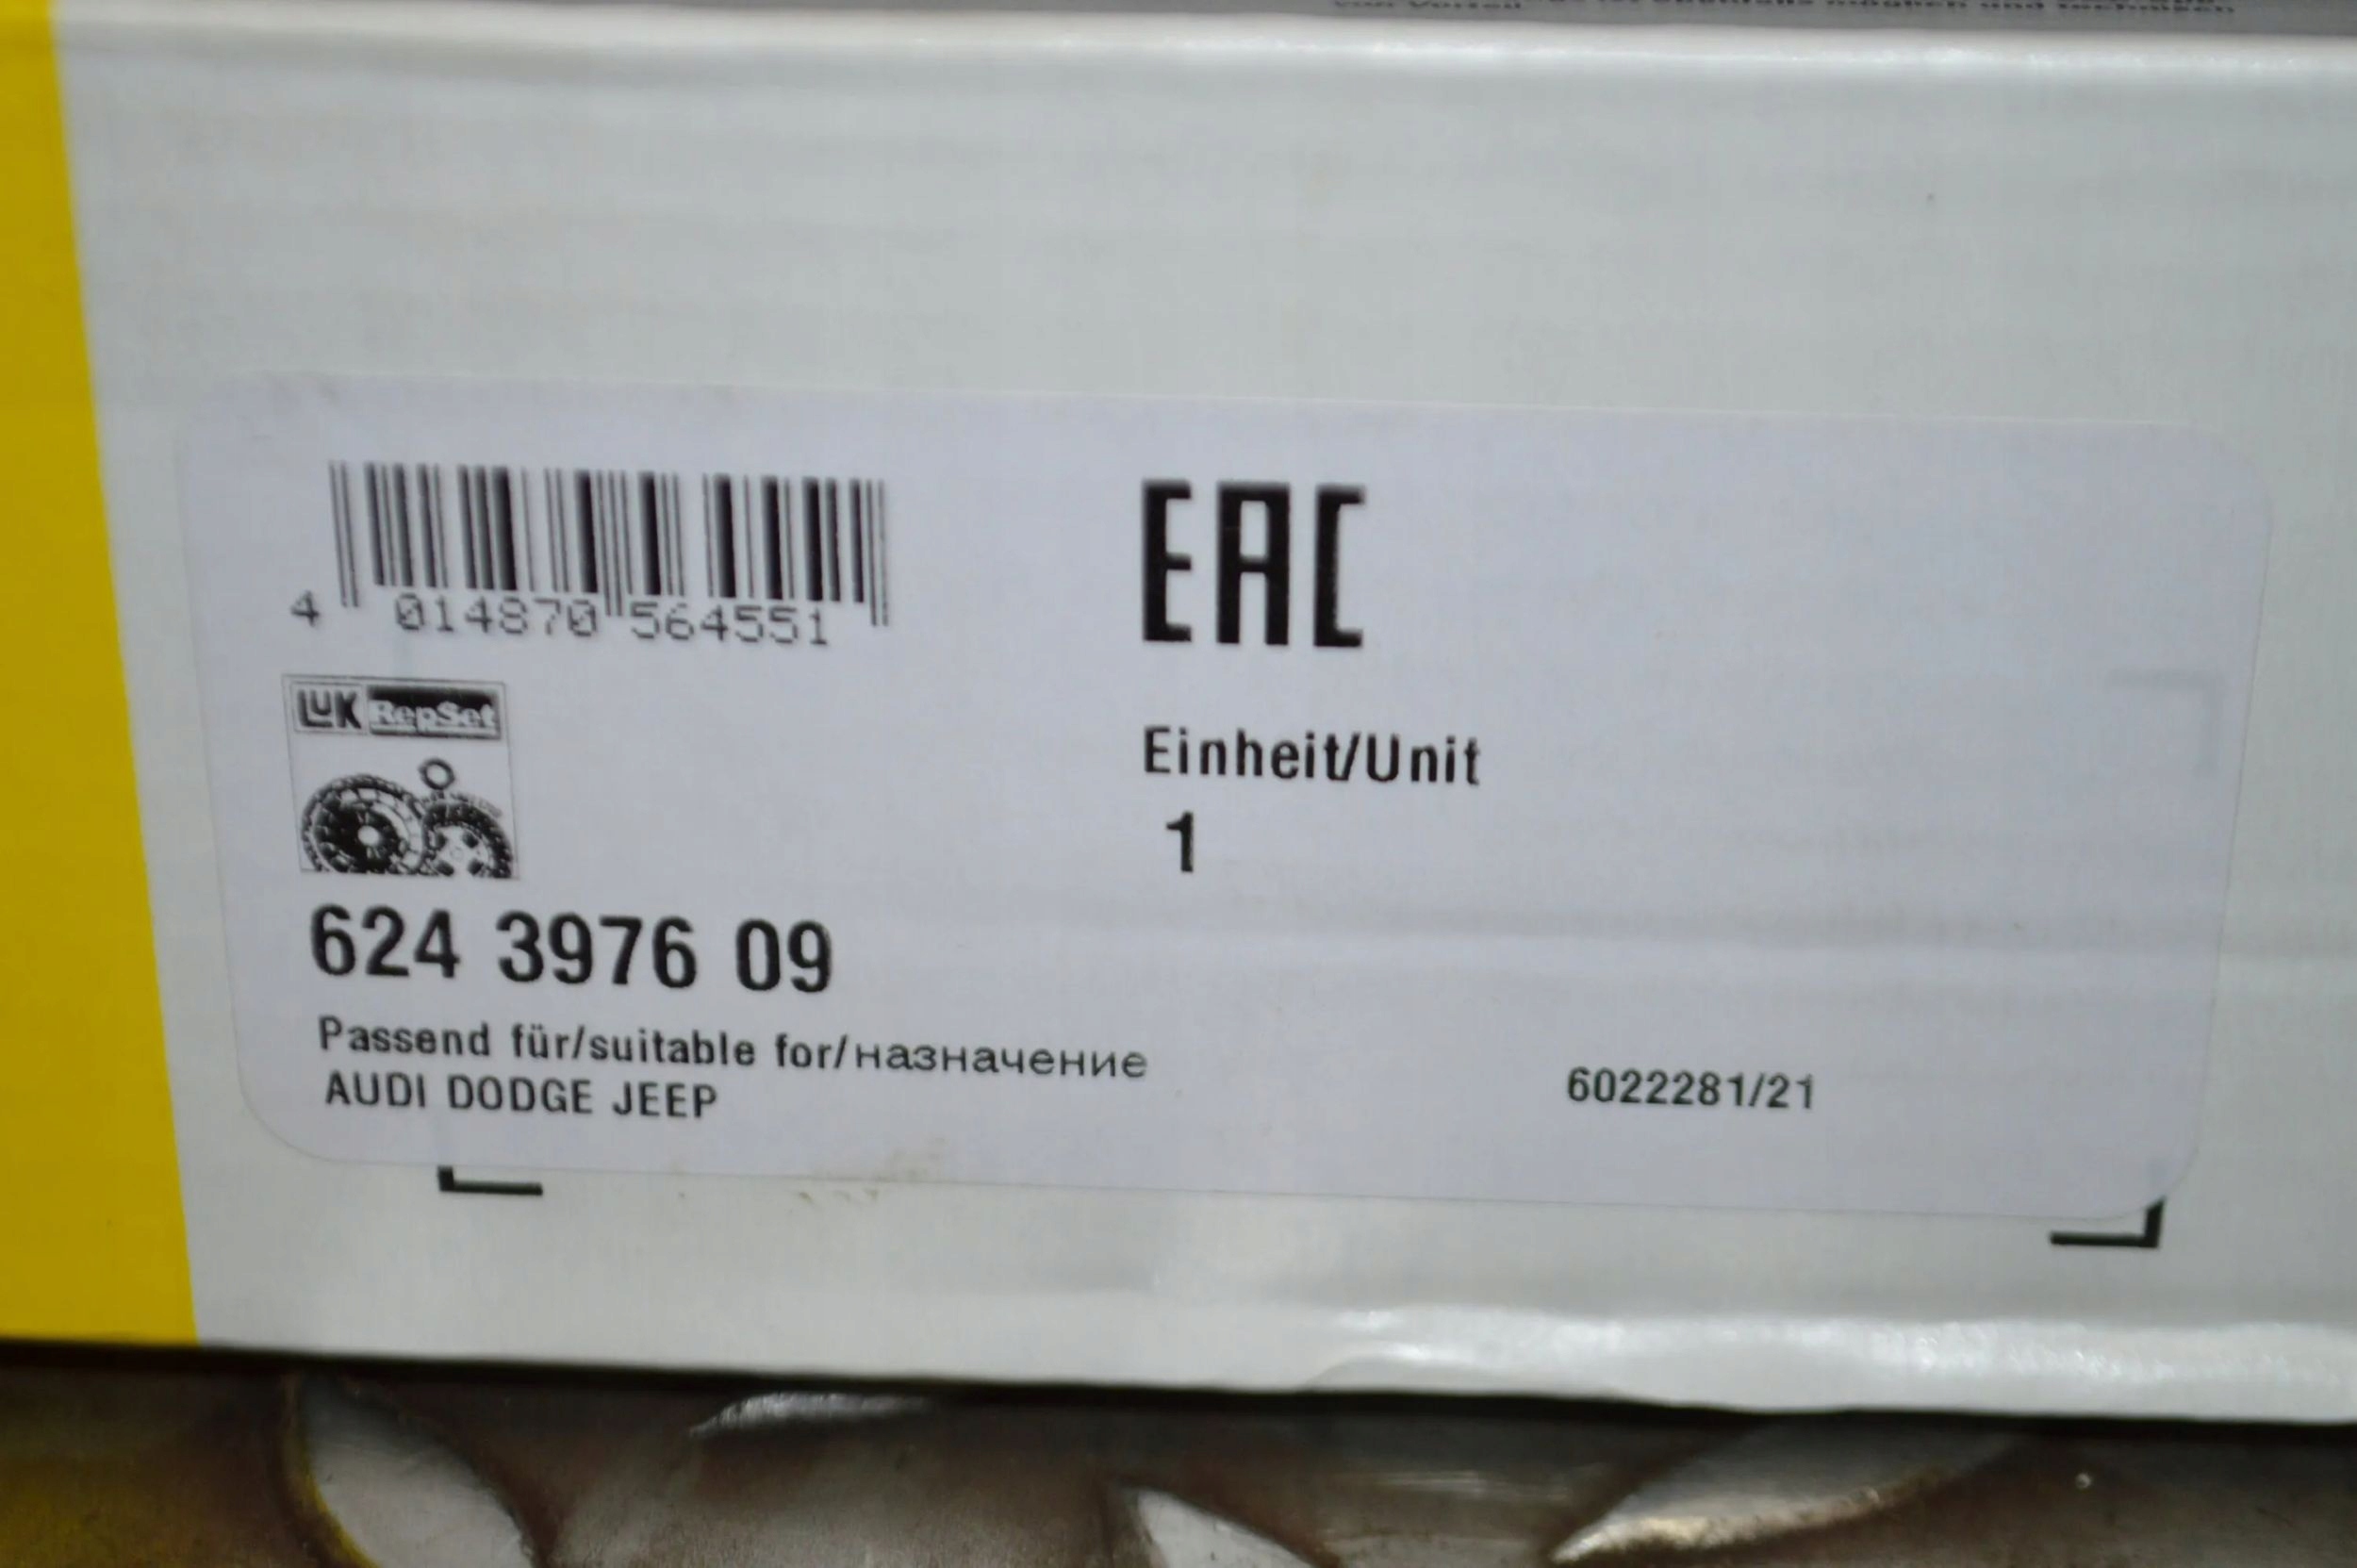 4 014870 564551
EAC
LUK RepSet
Einheit/Unit
1
624 3976 09
Passend für/suitable for/назначение
AUDI DODGE JEEP
6022281/21